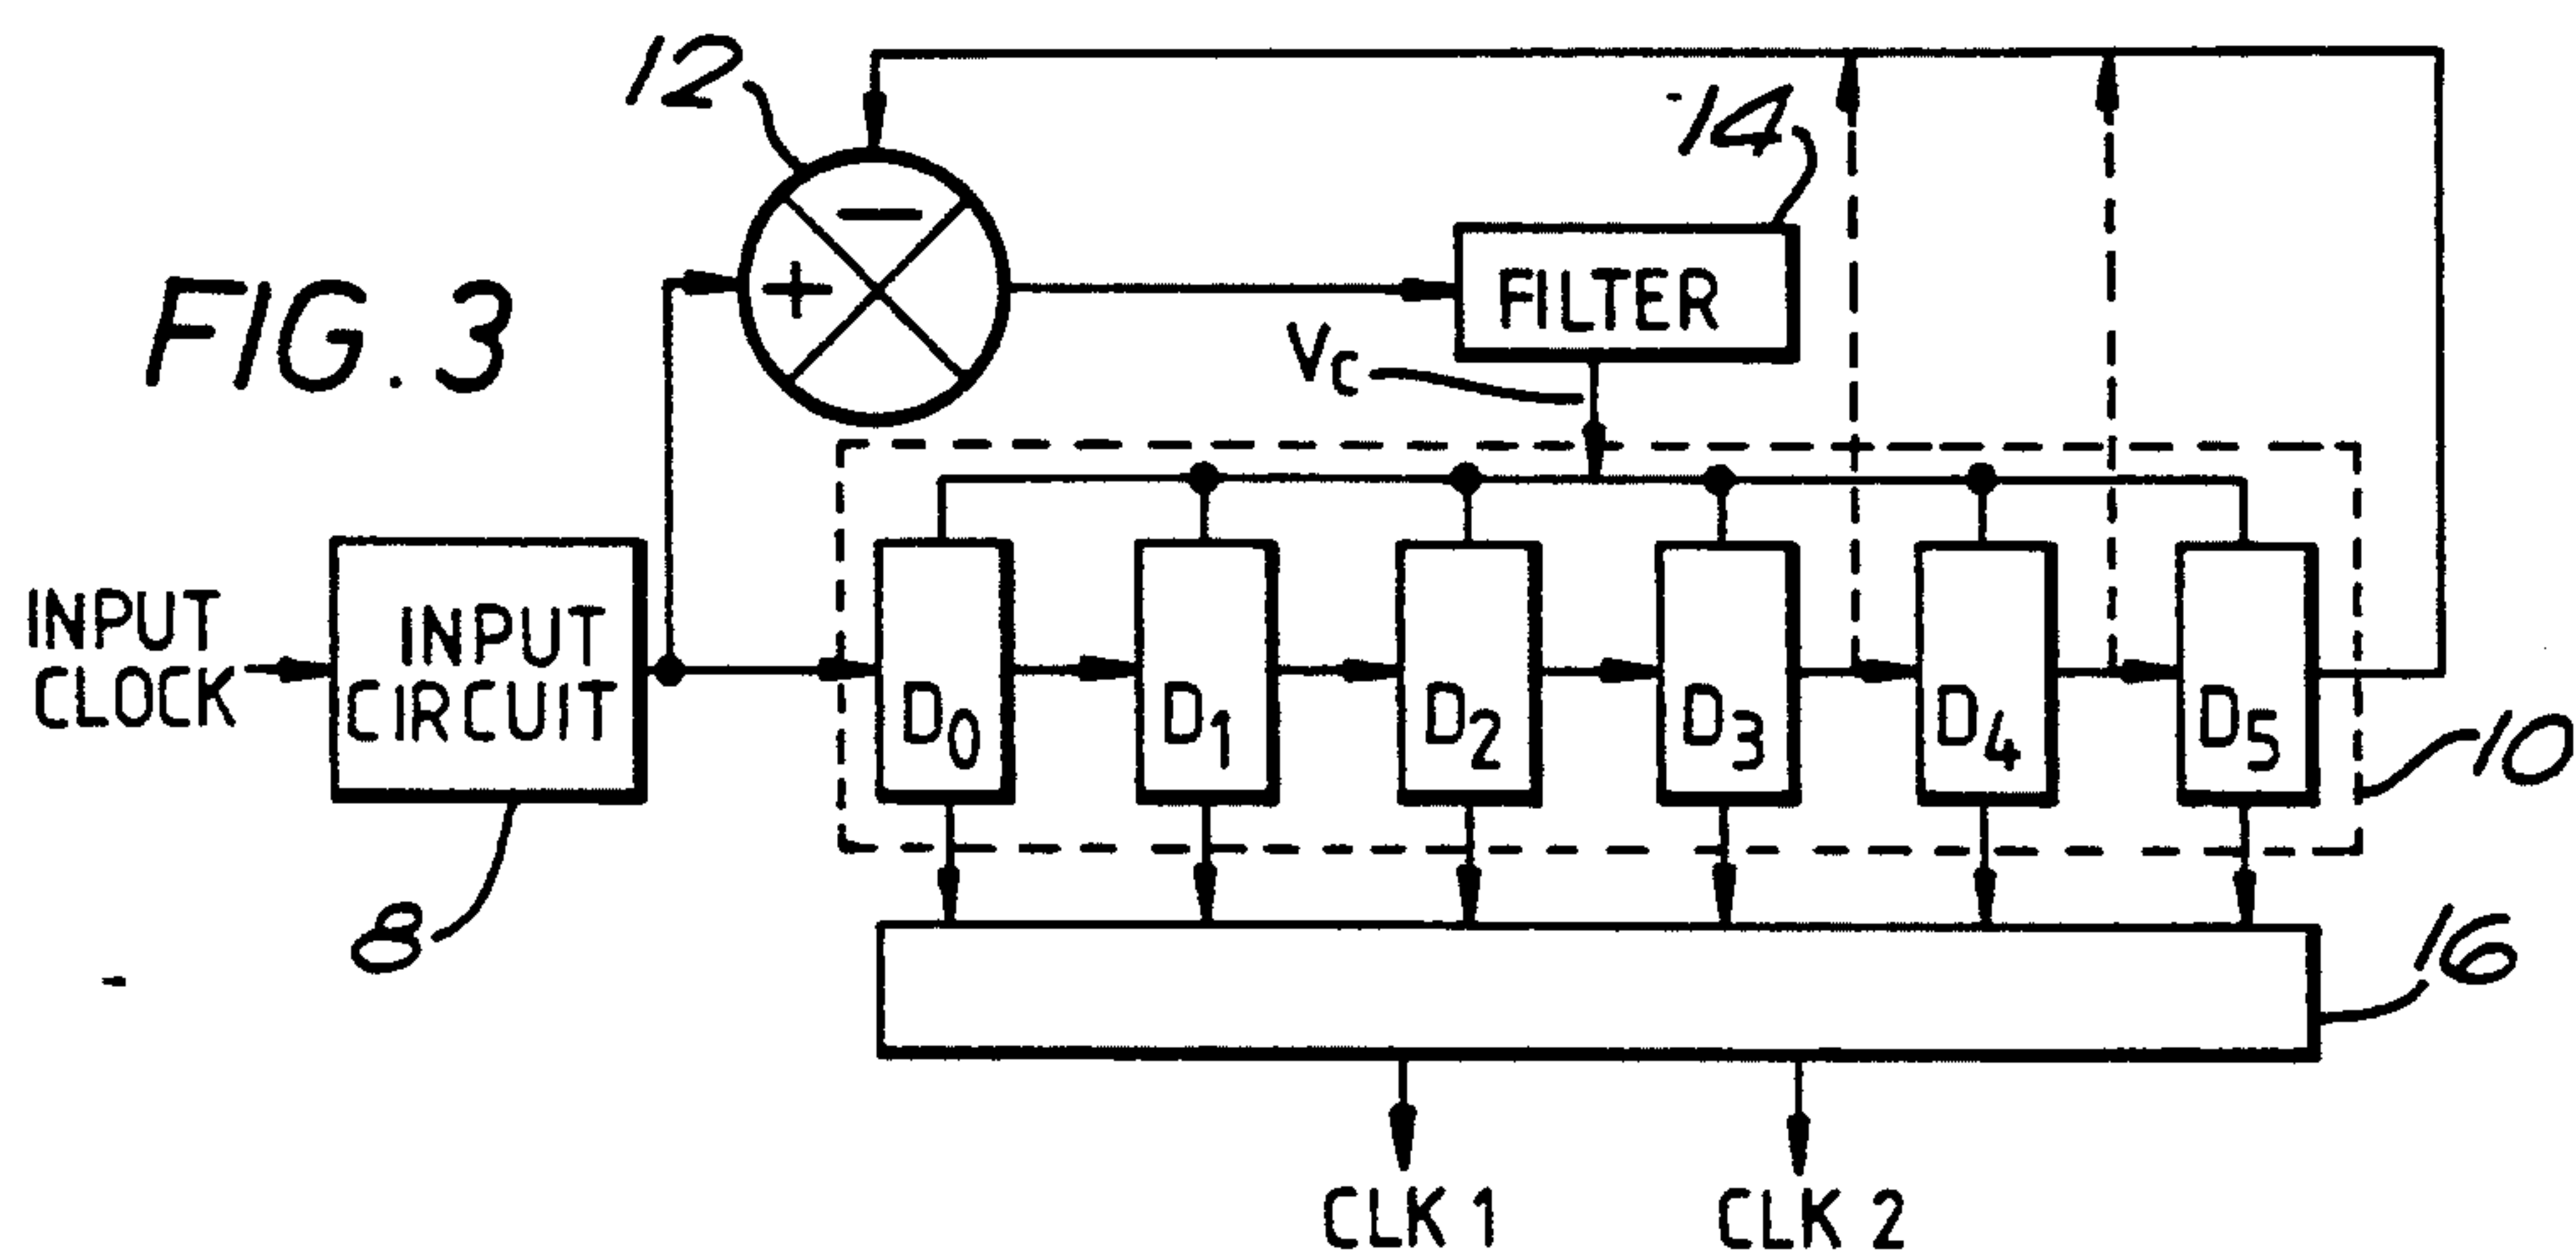 12
14
FIG. 3
FILTER
Vc
INPUT
CLOCK
INPUT
CIRCUIT
D0
D1
D2
D3
D4
D5
10
8
16
CLK 1
CLK 2